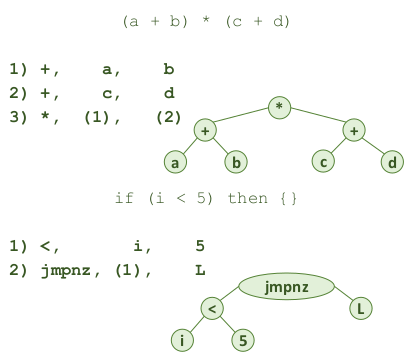 (a + b) * (c + d)
1) +, a, b
2) +, c, d
3) *, (1), (2)
*
+ +
a b c d
if (i < 5) then {}
1) <, i, 5
2) jmpnz, (1), L
jmpnz
< L
i 5